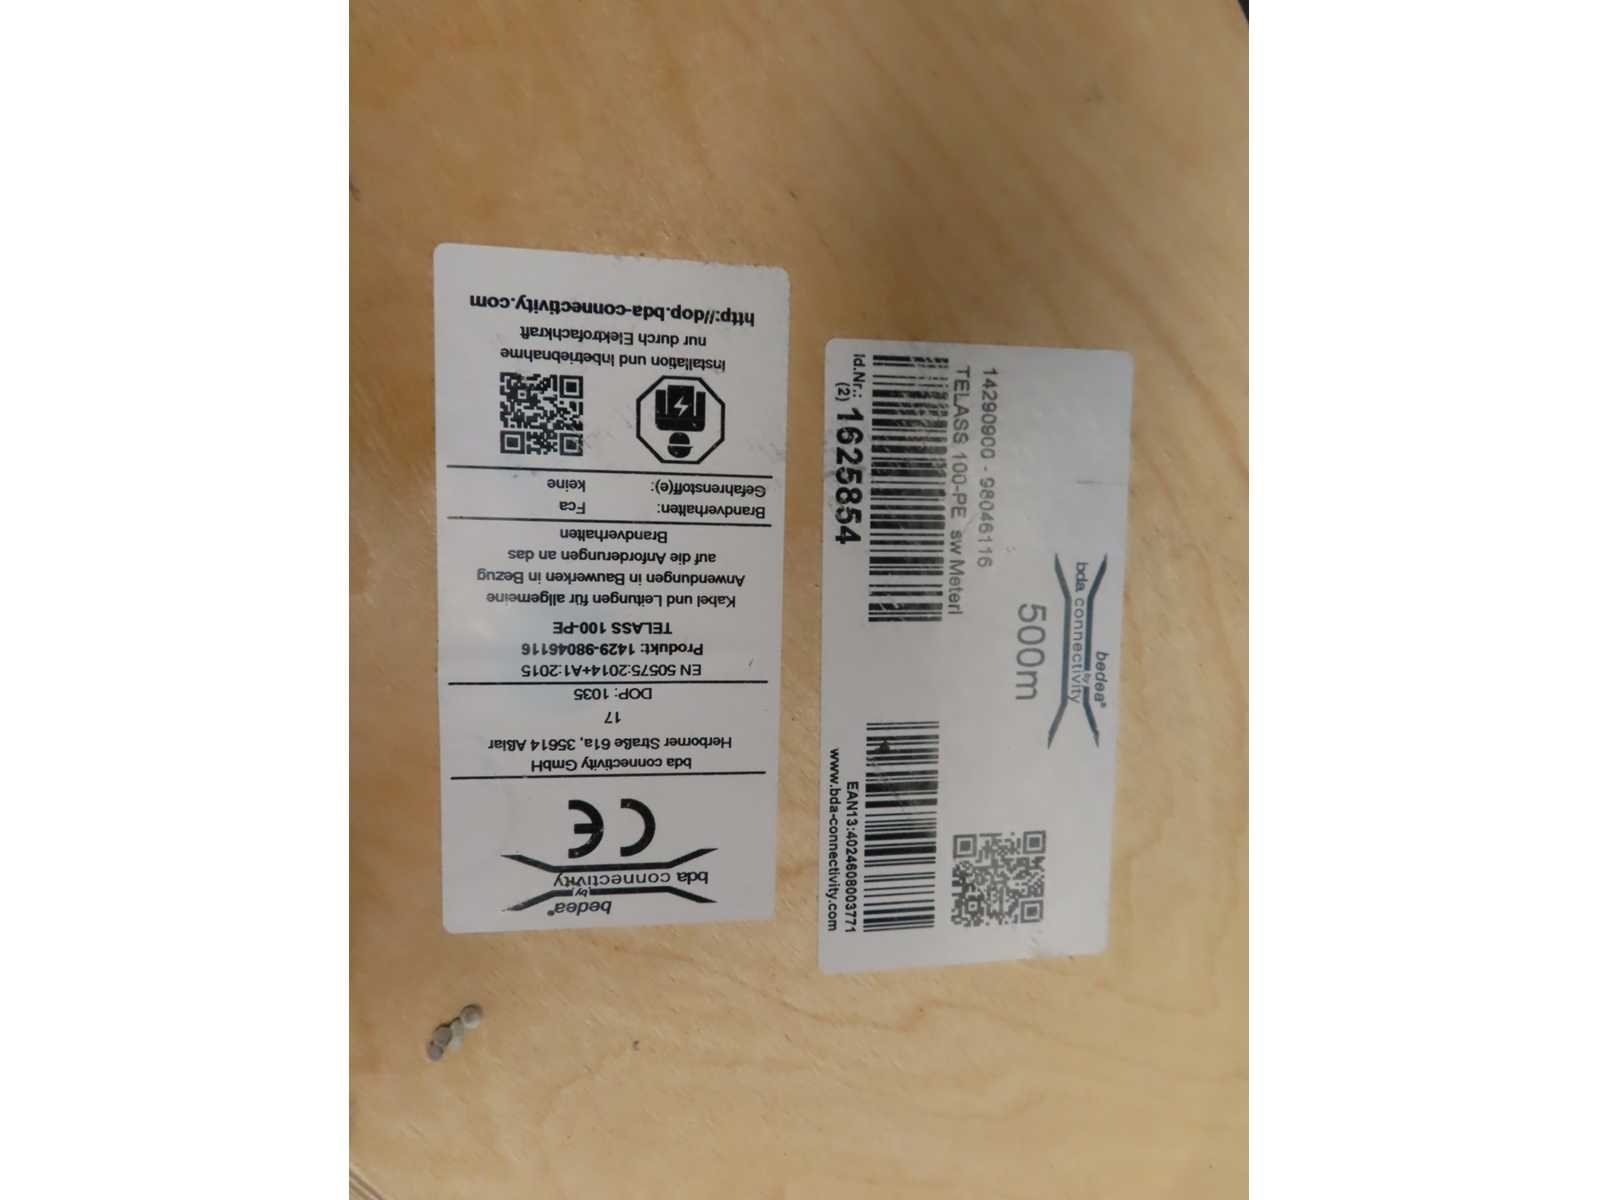 bedea®
by
bda connectivity
CE
bda connectivity GmbH
Herborner Straße 61a, 35614 Aßlar
17
DOP: 1035
EN 50575:2014+A1:2015
Produkt: 1429-98046116
TELASS 100-PE
Kabel und Leitungen für allgemeine
Anwendungen in Bauwerken in Bezug
auf die Anforderungen an das
Brandverhalten
Brandverhalten: Fca
Gefahrenstoff(e): keine
Installation und Inbetriebnahme
nur durch Elektrofachkraft
http://dop.bda-connectivity.com
bedea®
by
bda connectivity
500m
14290900 - 98046116
TELASS 100-PE sw Meterl
Id.Nr.: (2) 1625854
EAN13:4024608003771
www.bda-connectivity.com